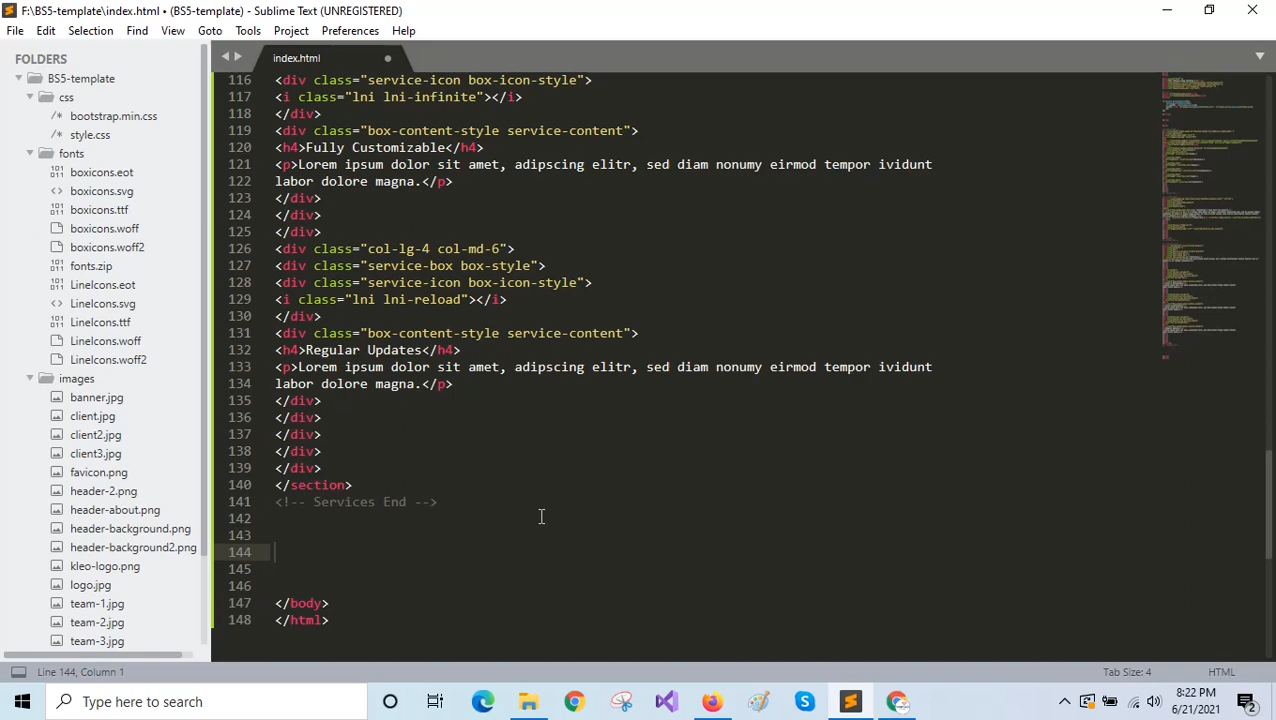 F:\BS5-template\index.html • (BS5-template) - Sublime Text (UNREGISTERED)
File Edit Selection Find View Goto Tools Project Preferences Help
FOLDERS
BS5-template
css
/* bootstrap.min.css
/* style.css
fonts
boxicons.eot
<> boxicons.svg
boxicons.ttf
boxicons.woff
boxicons.woff2
fonts.zip
LineIcons.eot
<> LineIcons.svg
LineIcons.ttf
LineIcons.woff
LineIcons.woff2
images
banner.jpg
client.jpg
client2.jpg
client3.jpg
favicon.png
header-2.png
header-about.png
header-background.png
header-background2.png
kleo-logo.png
logo.jpg
team-1.jpg
team-2.jpg
team-3.jpg
index.html
116 <div class="service-icon box-icon-style">
117 <i class="lni lni-infinite"></i>
118 </div>
119 <div class="box-content-style service-content">
120 <h4>Fully Customizable</h4>
121 <p>Lorem ipsum dolor sit amet, adipscing elitr, sed diam nonumy eirmod tempor ividunt
122 labor dolore magna.</p>
123 </div>
124 </div>
125 </div>
126 <div class="col-lg-4 col-md-6">
127 <div class="service-box box-style">
128 <div class="service-icon box-icon-style">
129 <i class="lni lni-reload"></i>
130 </div>
131 <div class="box-content-style service-content">
132 <h4>Regular Updates</h4>
133 <p>Lorem ipsum dolor sit amet, adipscing elitr, sed diam nonumy eirmod tempor ividunt
134 labor dolore magna.</p>
135 </div>
136 </div>
137 </div>
138 </div>
139 </div>
140 </section>
141 <!-- Services End -->
142
143
144
145
146
147 </body>
148 </html>
Line 144, Column 1 Tab Size: 4 HTML
Type here to search
8:22 PM
6/21/2021
2